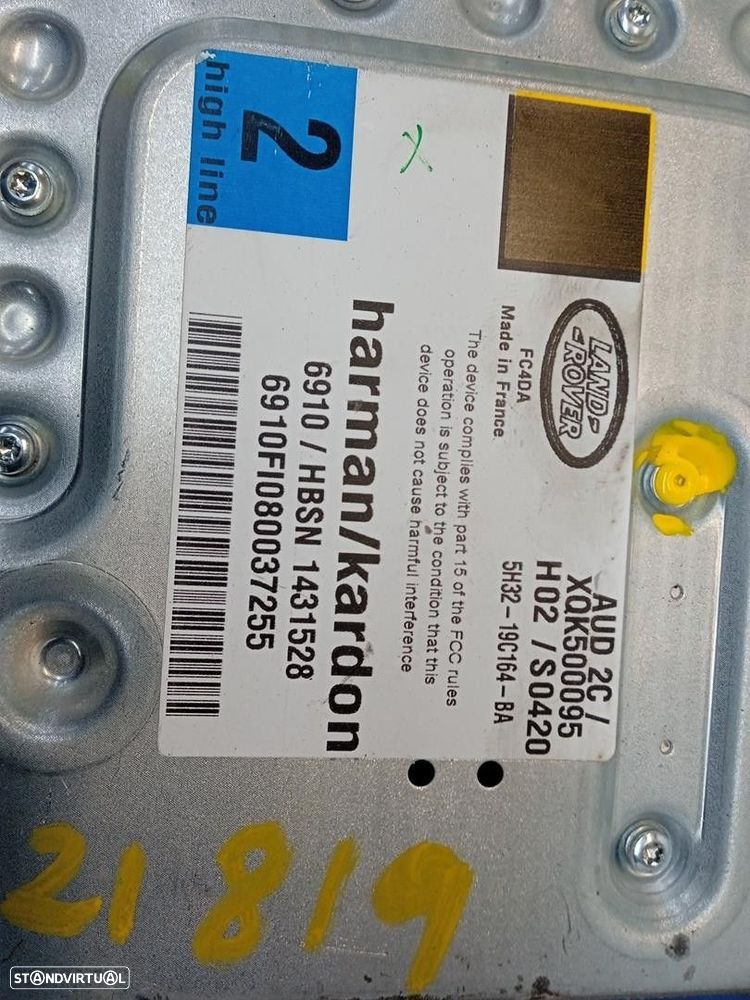 LAND-
-ROVER
AUD 2C /
XQK500095
H02 / S0420
5H32-19C164-BA
FC4DA
Made in France
The device complies with part 15 of the FCC rules
operation is subject to the condition that this
device does not cause harmful interference
harman/kardon
6910 / HBSN 1431528
6910FI080037255
2
high line
X
21819
STANDVIRTUAL